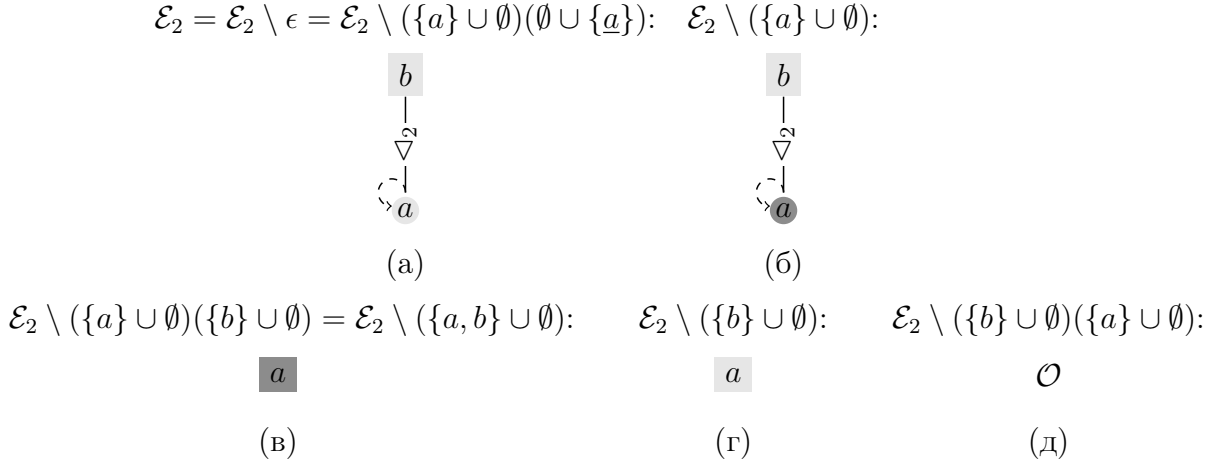 ℰ₂ = ℰ₂ \ ϵ = ℰ₂ \ ({a} ∪ ∅)(∅ ∪ {a̲}): ℰ₂ \ ({a} ∪ ∅):
b b
▽₂ ▽₂
a a
(а) (б)
ℰ₂ \ ({a} ∪ ∅)({b} ∪ ∅) = ℰ₂ \ ({a, b} ∪ ∅): ℰ₂ \ ({b} ∪ ∅): ℰ₂ \ ({b} ∪ ∅)({a} ∪ ∅):
a a 𝒪
(в) (г) (д)